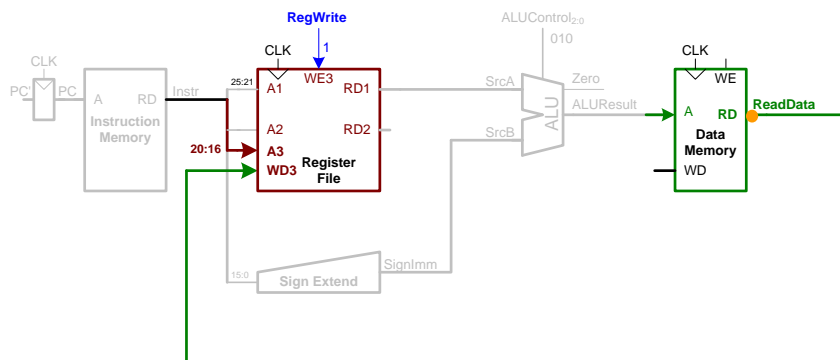 RegWrite
ALUControl2:0
CLK
CLK
1
010
CLK
PC'
PC
A
RD
Instr
Instruction
Memory
25:21
A1
WE3
RD1
A2
RD2
20:16
A3
WD3
Register
File
SrcA
SrcB
ALU
Zero
ALUResult
WE
A
RD
Data
Memory
WD
ReadData
15:0
Sign Extend
SignImm